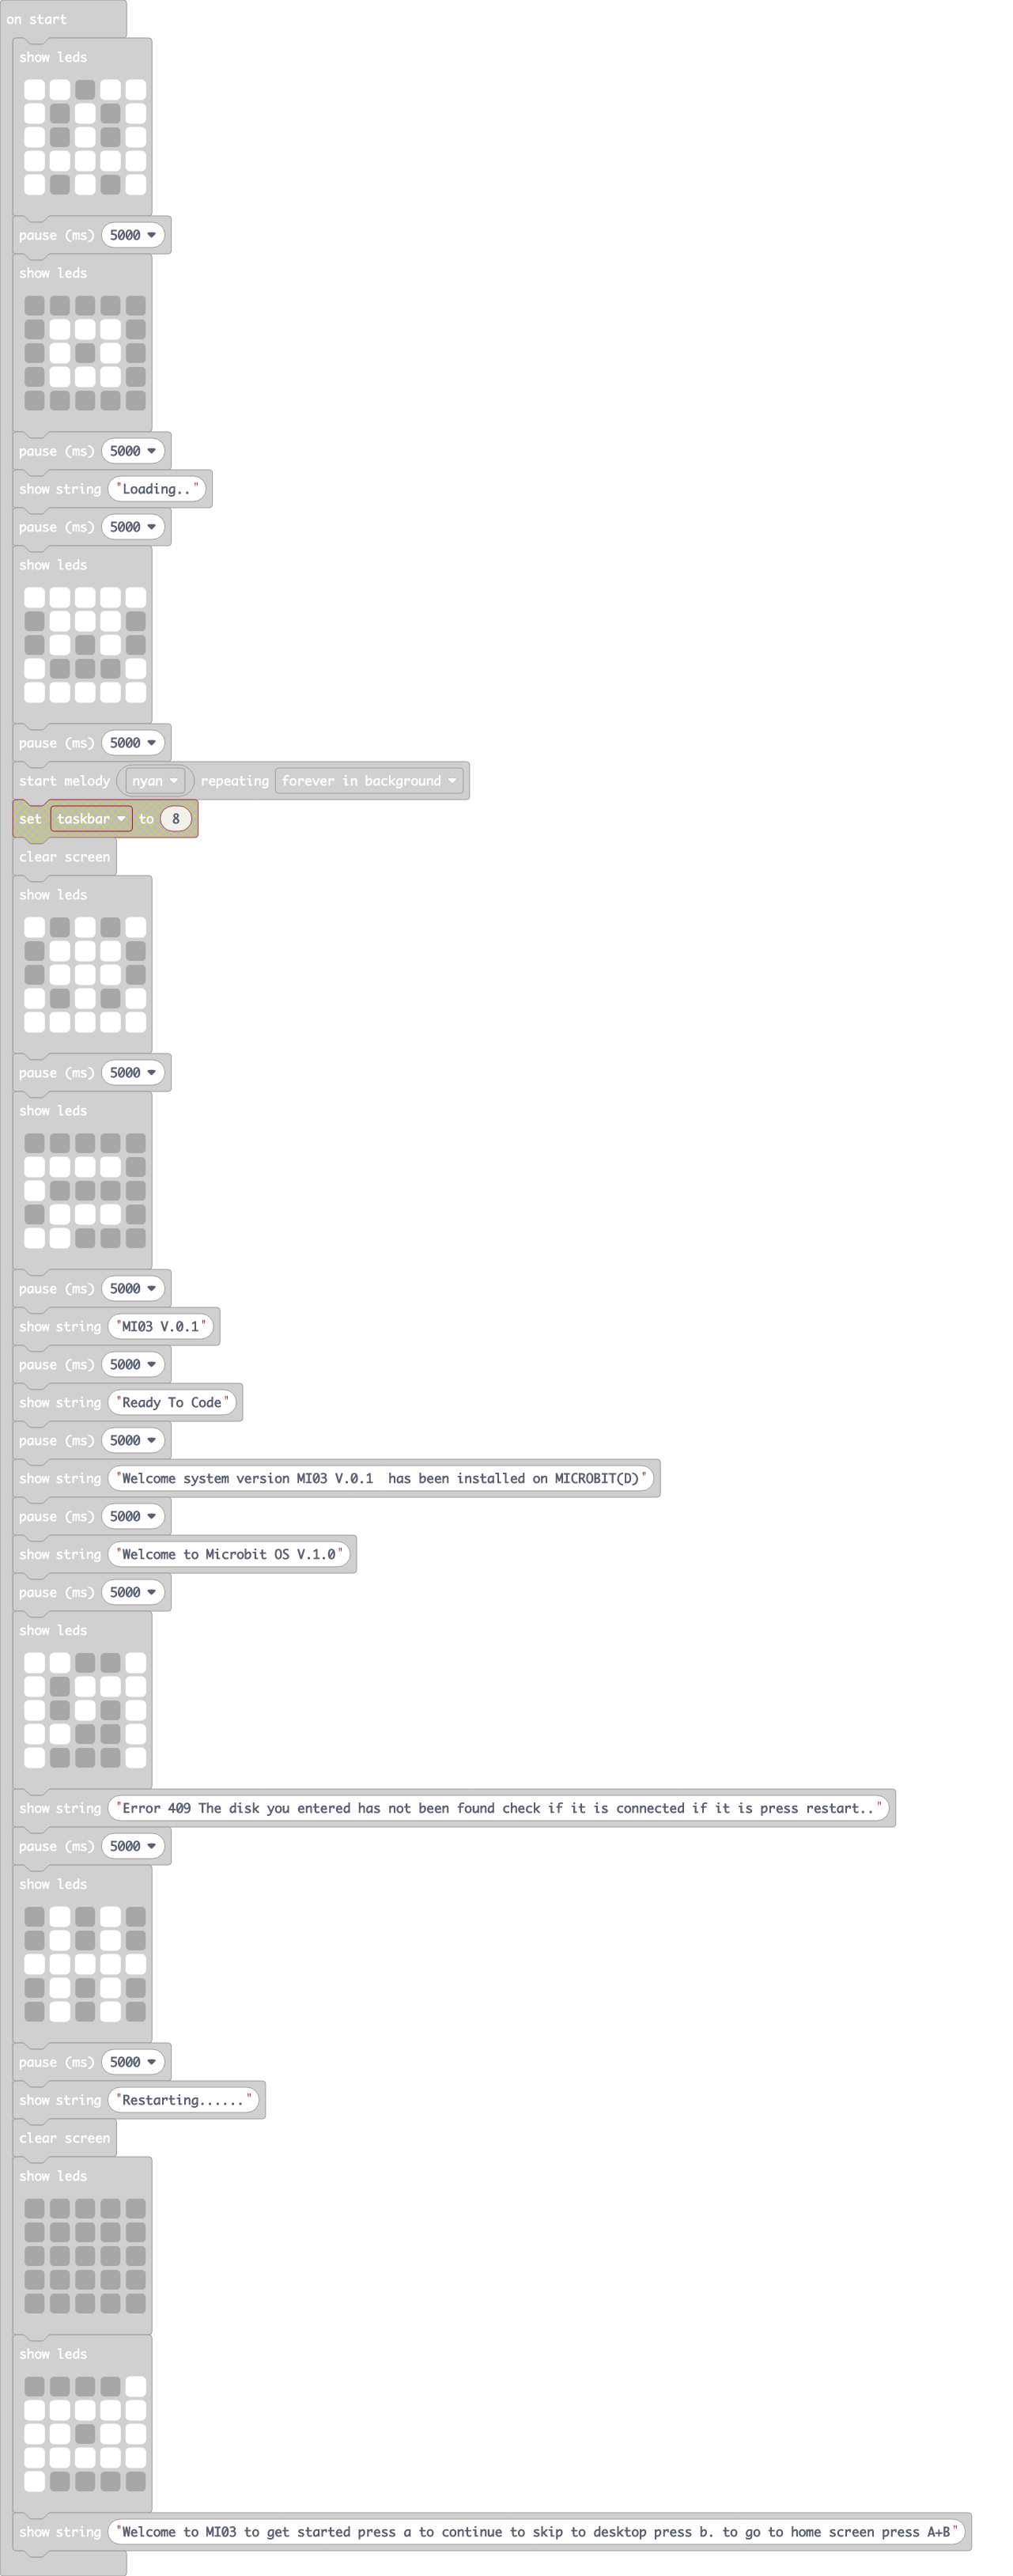 on start
show leds
pause (ms) 5000
show leds
pause (ms) 5000
show string "Loading.."
pause (ms) 5000
show leds
pause (ms) 5000
start melody nyan repeating forever in background
set taskbar to 8
clear screen
show leds
pause (ms) 5000
show leds
pause (ms) 5000
show string "MI03 V.0.1"
pause (ms) 5000
show string "Ready To Code"
pause (ms) 5000
show string "Welcome system version MI03 V.0.1  has been installed on MICROBIT(D)"
pause (ms) 5000
show string "Welcome to Microbit OS V.1.0"
pause (ms) 5000
show leds
show string "Error 409 The disk you entered has not been found check if it is connected if it is press restart.."
pause (ms) 5000
show leds
pause (ms) 5000
show string "Restarting......"
clear screen
show leds
show leds
show string "Welcome to MI03 to get started press a to continue to skip to desktop press b. to go to home screen press A+B"